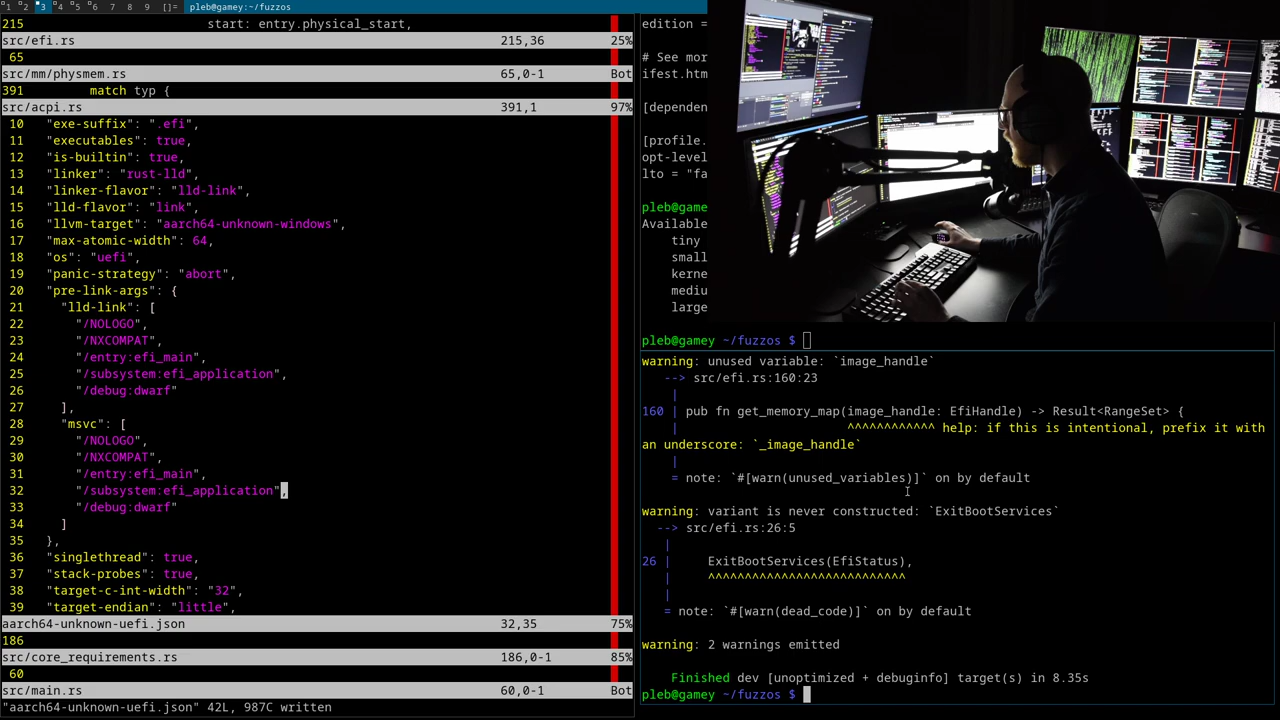 1 2 3 4 5 6 7 8 9 []= pleb@gamey:~/fuzzos
215 start: entry.physical_start,
src/efi.rs 215,36 25%
65
src/mm/physmem.rs 65,0-1 Bot
391 match typ {
src/acpi.rs 391,1 97%
10 "exe-suffix": ".efi",
11 "executables": true,
12 "is-builtin": true,
13 "linker": "rust-lld",
14 "linker-flavor": "lld-link",
15 "lld-flavor": "link",
16 "llvm-target": "aarch64-unknown-windows",
17 "max-atomic-width": 64,
18 "os": "uefi",
19 "panic-strategy": "abort",
20 "pre-link-args": {
21 "lld-link": [
22 "/NOLOGO",
23 "/NXCOMPAT",
24 "/entry:efi_main",
25 "/subsystem:efi_application",
26 "/debug:dwarf"
27 ],
28 "msvc": [
29 "/NOLOGO",
30 "/NXCOMPAT",
31 "/entry:efi_main",
32 "/subsystem:efi_application",
33 "/debug:dwarf"
34 ]
35 },
36 "singlethread": true,
37 "stack-probes": true,
38 "target-c-int-width": "32",
39 "target-endian": "little",
aarch64-unknown-uefi.json 32,35 75%
186
src/core_requirements.rs 186,0-1 85%
60
src/main.rs 60,0-1 Bot
"aarch64-unknown-uefi.json" 42L, 987C written
edition =
# See mor
ifest.htm
[dependen
[profile.
opt-level
lto = "fa
pleb@game
Available
tiny
small
kerne
mediu
large
pleb@gamey ~/fuzzos $
warning: unused variable: `image_handle`
--> src/efi.rs:160:23
|
160 | pub fn get_memory_map(image_handle: EfiHandle) -> Result<RangeSet> {
| ^^^^^^^^^^^^ help: if this is intentional, prefix it with
an underscore: `_image_handle`
|
= note: `#[warn(unused_variables)]` on by default
warning: variant is never constructed: `ExitBootServices`
--> src/efi.rs:26:5
|
26 | ExitBootServices(EfiStatus),
| ^^^^^^^^^^^^^^^^^^^^^^^^^^^
|
= note: `#[warn(dead_code)]` on by default
warning: 2 warnings emitted
Finished dev [unoptimized + debuginfo] target(s) in 8.35s
pleb@gamey ~/fuzzos $